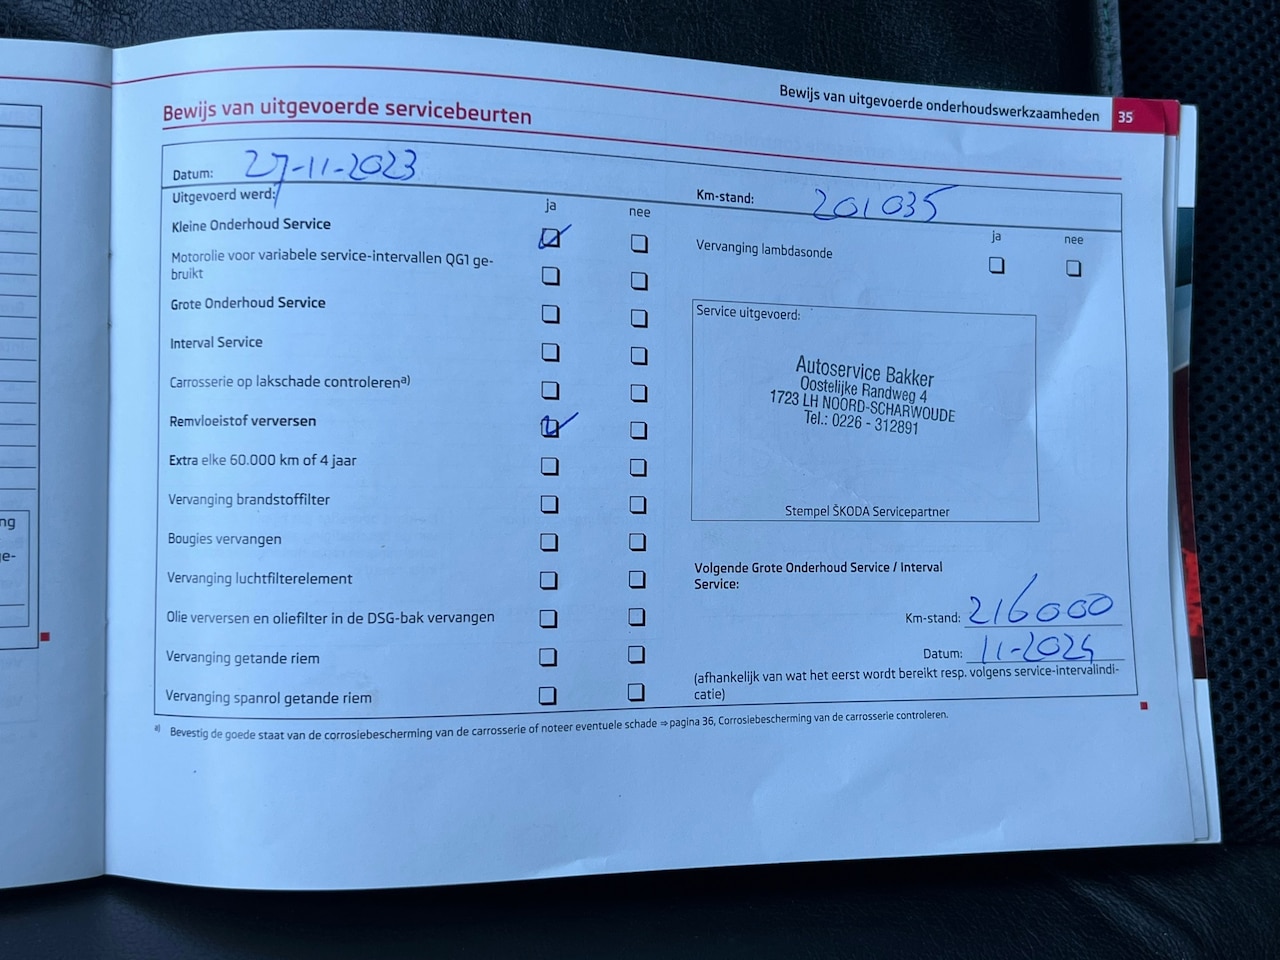 Bewijs van uitgevoerde onderhoudswerkzaamheden 35
Bewijs van uitgevoerde servicebeurten
Datum: 27-11-2023
Uitgevoerd werd:
ja nee
Kleine Onderhoud Service
Motorolie voor variabele service-intervallen QG1 ge-
bruikt
Grote Onderhoud Service
Interval Service
Carrosserie op lakschade controleren a)
Remvloeistof verversen
Extra elke 60.000 km of 4 jaar
Vervanging brandstoffilter
Bougies vervangen
Vervanging luchtfilterelement
Olie verversen en oliefilter in de DSG-bak vervangen
Vervanging getande riem
Vervanging spanrol getande riem
Km-stand: 201035
ja nee
Vervanging lambdasonde
Service uitgevoerd:
Autoservice Bakker
Oostelijke Randweg 4
1723 LH NOORD-SCHARWOUDE
Tel.: 0226 - 312891
Stempel ŠKODA Servicepartner
Volgende Grote Onderhoud Service / Interval
Service:
Km-stand: 216000
Datum: 11-2024
(afhankelijk van wat het eerst wordt bereikt resp. volgens service-intervalindi-
catie)
a) Bevestig de goede staat van de corrosiebescherming van de carrosserie of noteer eventuele schade ⇒ pagina 36, Corrosiebescherming van de carrosserie controleren.
ng
e-